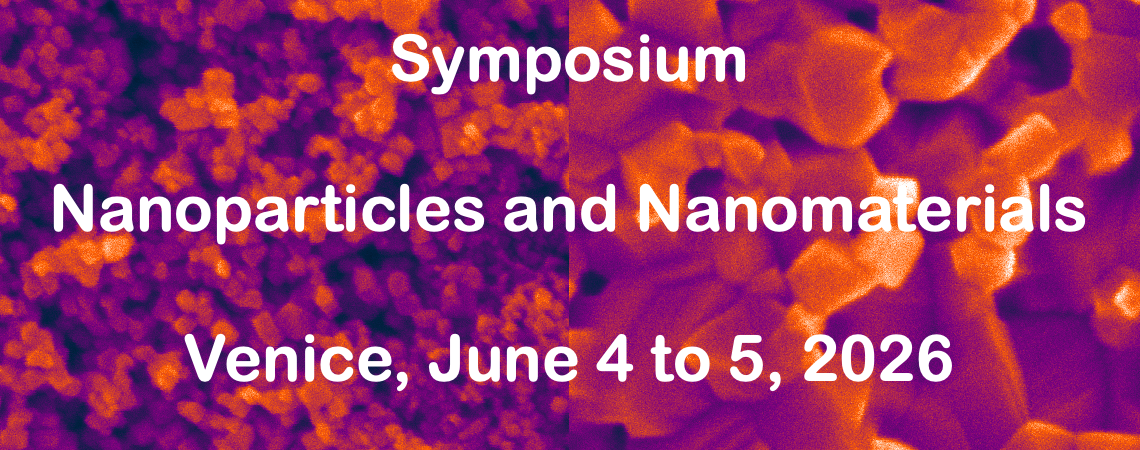 Symposium
Nanoparticles and Nanomaterials
Venice, June 4 to 5, 2026